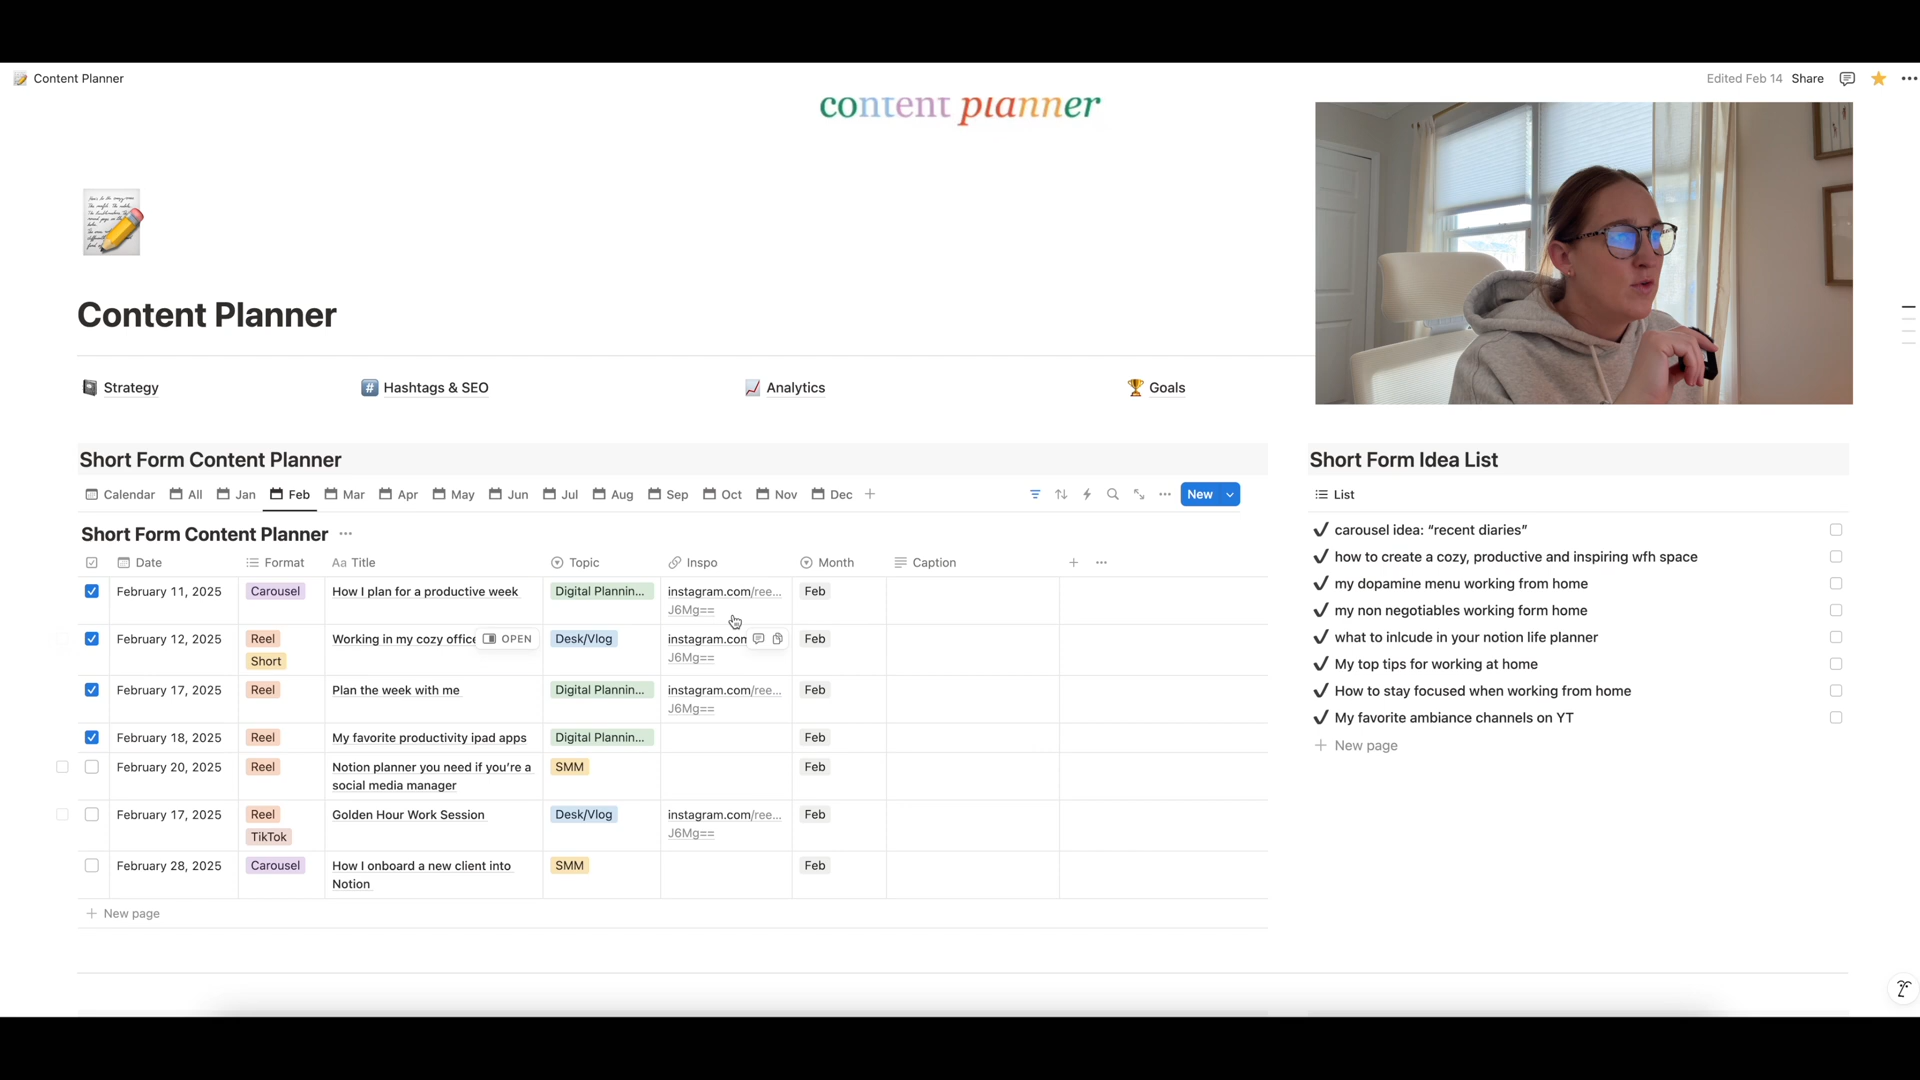 Content Planner
Edited Feb 14 Share
content planner
Content Planner
Strategy
Hashtags & SEO
Analytics
Goals
Short Form Content Planner
Calendar All Jan Feb Mar Apr May Jun Jul Aug Sep Oct Nov Dec
New
Short Form Content Planner
Date Format Aa Title Topic Inspo Month Caption
February 11, 2025 Carousel How I plan for a productive week Digital Plannin... instagram.com/ree... Feb
J6Mg==
February 12, 2025 Reel Working in my cozy office OPEN Desk/Vlog instagram.com Feb
Short J6Mg==
February 17, 2025 Reel Plan the week with me Digital Plannin... instagram.com/ree... Feb
J6Mg==
February 18, 2025 Reel My favorite productivity ipad apps Digital Plannin... Feb
February 20, 2025 Reel Notion planner you need if you're a SMM Feb
social media manager
February 17, 2025 Reel Golden Hour Work Session Desk/Vlog instagram.com/ree... Feb
TikTok J6Mg==
February 28, 2025 Carousel How I onboard a new client into SMM Feb
Notion
New page
Short Form Idea List
List
carousel idea: “recent diaries”
how to create a cozy, productive and inspiring wfh space
my dopamine menu working from home
my non negotiables working form home
what to inlcude in your notion life planner
My top tips for working at home
How to stay focused when working from home
My favorite ambiance channels on YT
New page